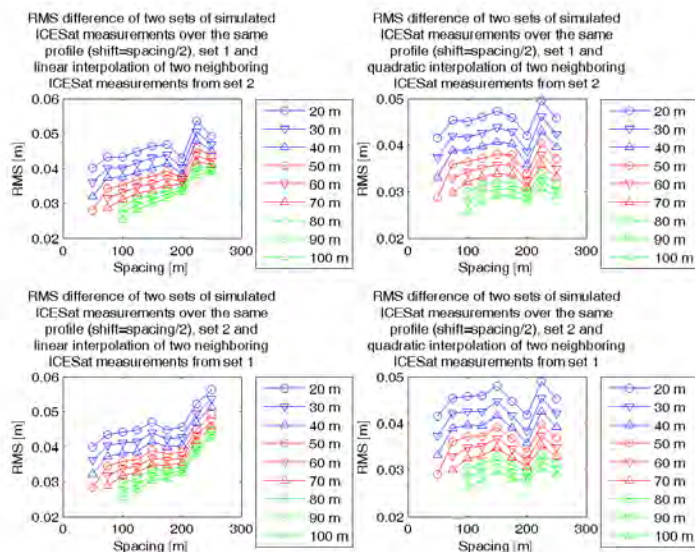 RMS difference of two sets of simulated
ICESat measurements over the same
profile (shift=spacing/2), set 1 and
linear interpolation of two neighboring
ICESat measurements from set 2
0.06
0.05
0.04
0.03
0.02
RMS [m]
0
100
200
300
Spacing [m]
20 m
30 m
40 m
50 m
60 m
70 m
80 m
90 m
100 m
RMS difference of two sets of simulated
ICESat measurements over the same
profile (shift=spacing/2), set 1 and
quadratic interpolation of two neighboring
ICESat measurements from set 2
0.05
0.04
0.03
0.02
RMS [m]
0
100
200
300
Spacing [m]
20 m
30 m
40 m
50 m
60 m
70 m
80 m
90 m
100 m
RMS difference of two sets of simulated
ICESat measurements over the same
profile (shift=spacing/2), set 2 and
linear interpolation of two neighboring
ICESat measurements from set 1
0.06
0.05
0.04
0.03
0.02
RMS [m]
0
100
200
300
Spacing [m]
20 m
30 m
40 m
50 m
60 m
70 m
80 m
90 m
100 m
RMS difference of two sets of simulated
ICESat measurements over the same
profile (shift=spacing/2), set 2 and
quadratic interpolation of two neighboring
ICESat measurements from set 1
0.05
0.04
0.03
0.02
RMS [m]
0
100
200
300
Spacing [m]
20 m
30 m
40 m
50 m
60 m
70 m
80 m
90 m
100 m